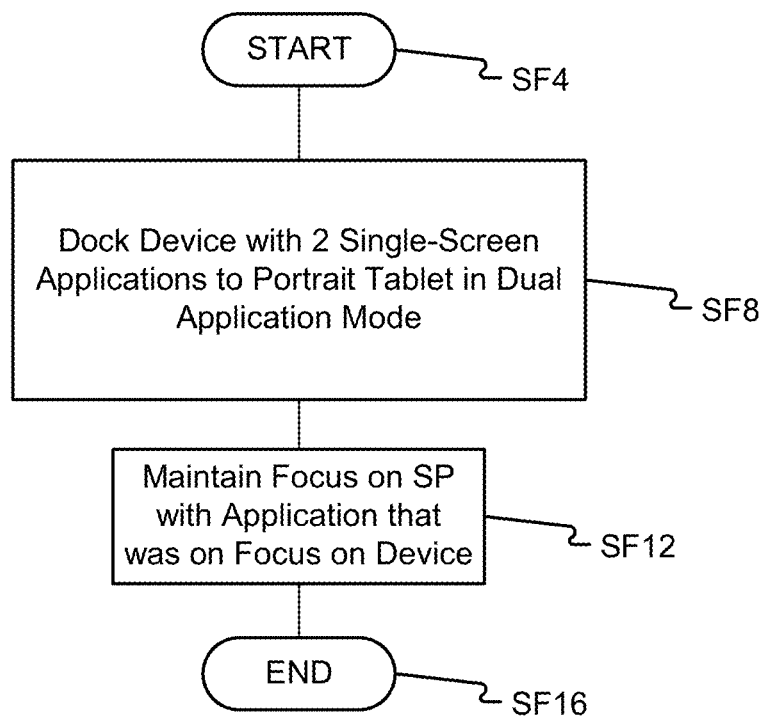 START
SF4
Dock Device with 2 Single-Screen
Applications to Portrait Tablet in Dual
Application Mode
SF8
Maintain Focus on SP
with Application that
was on Focus on Device
SF12
END
SF16